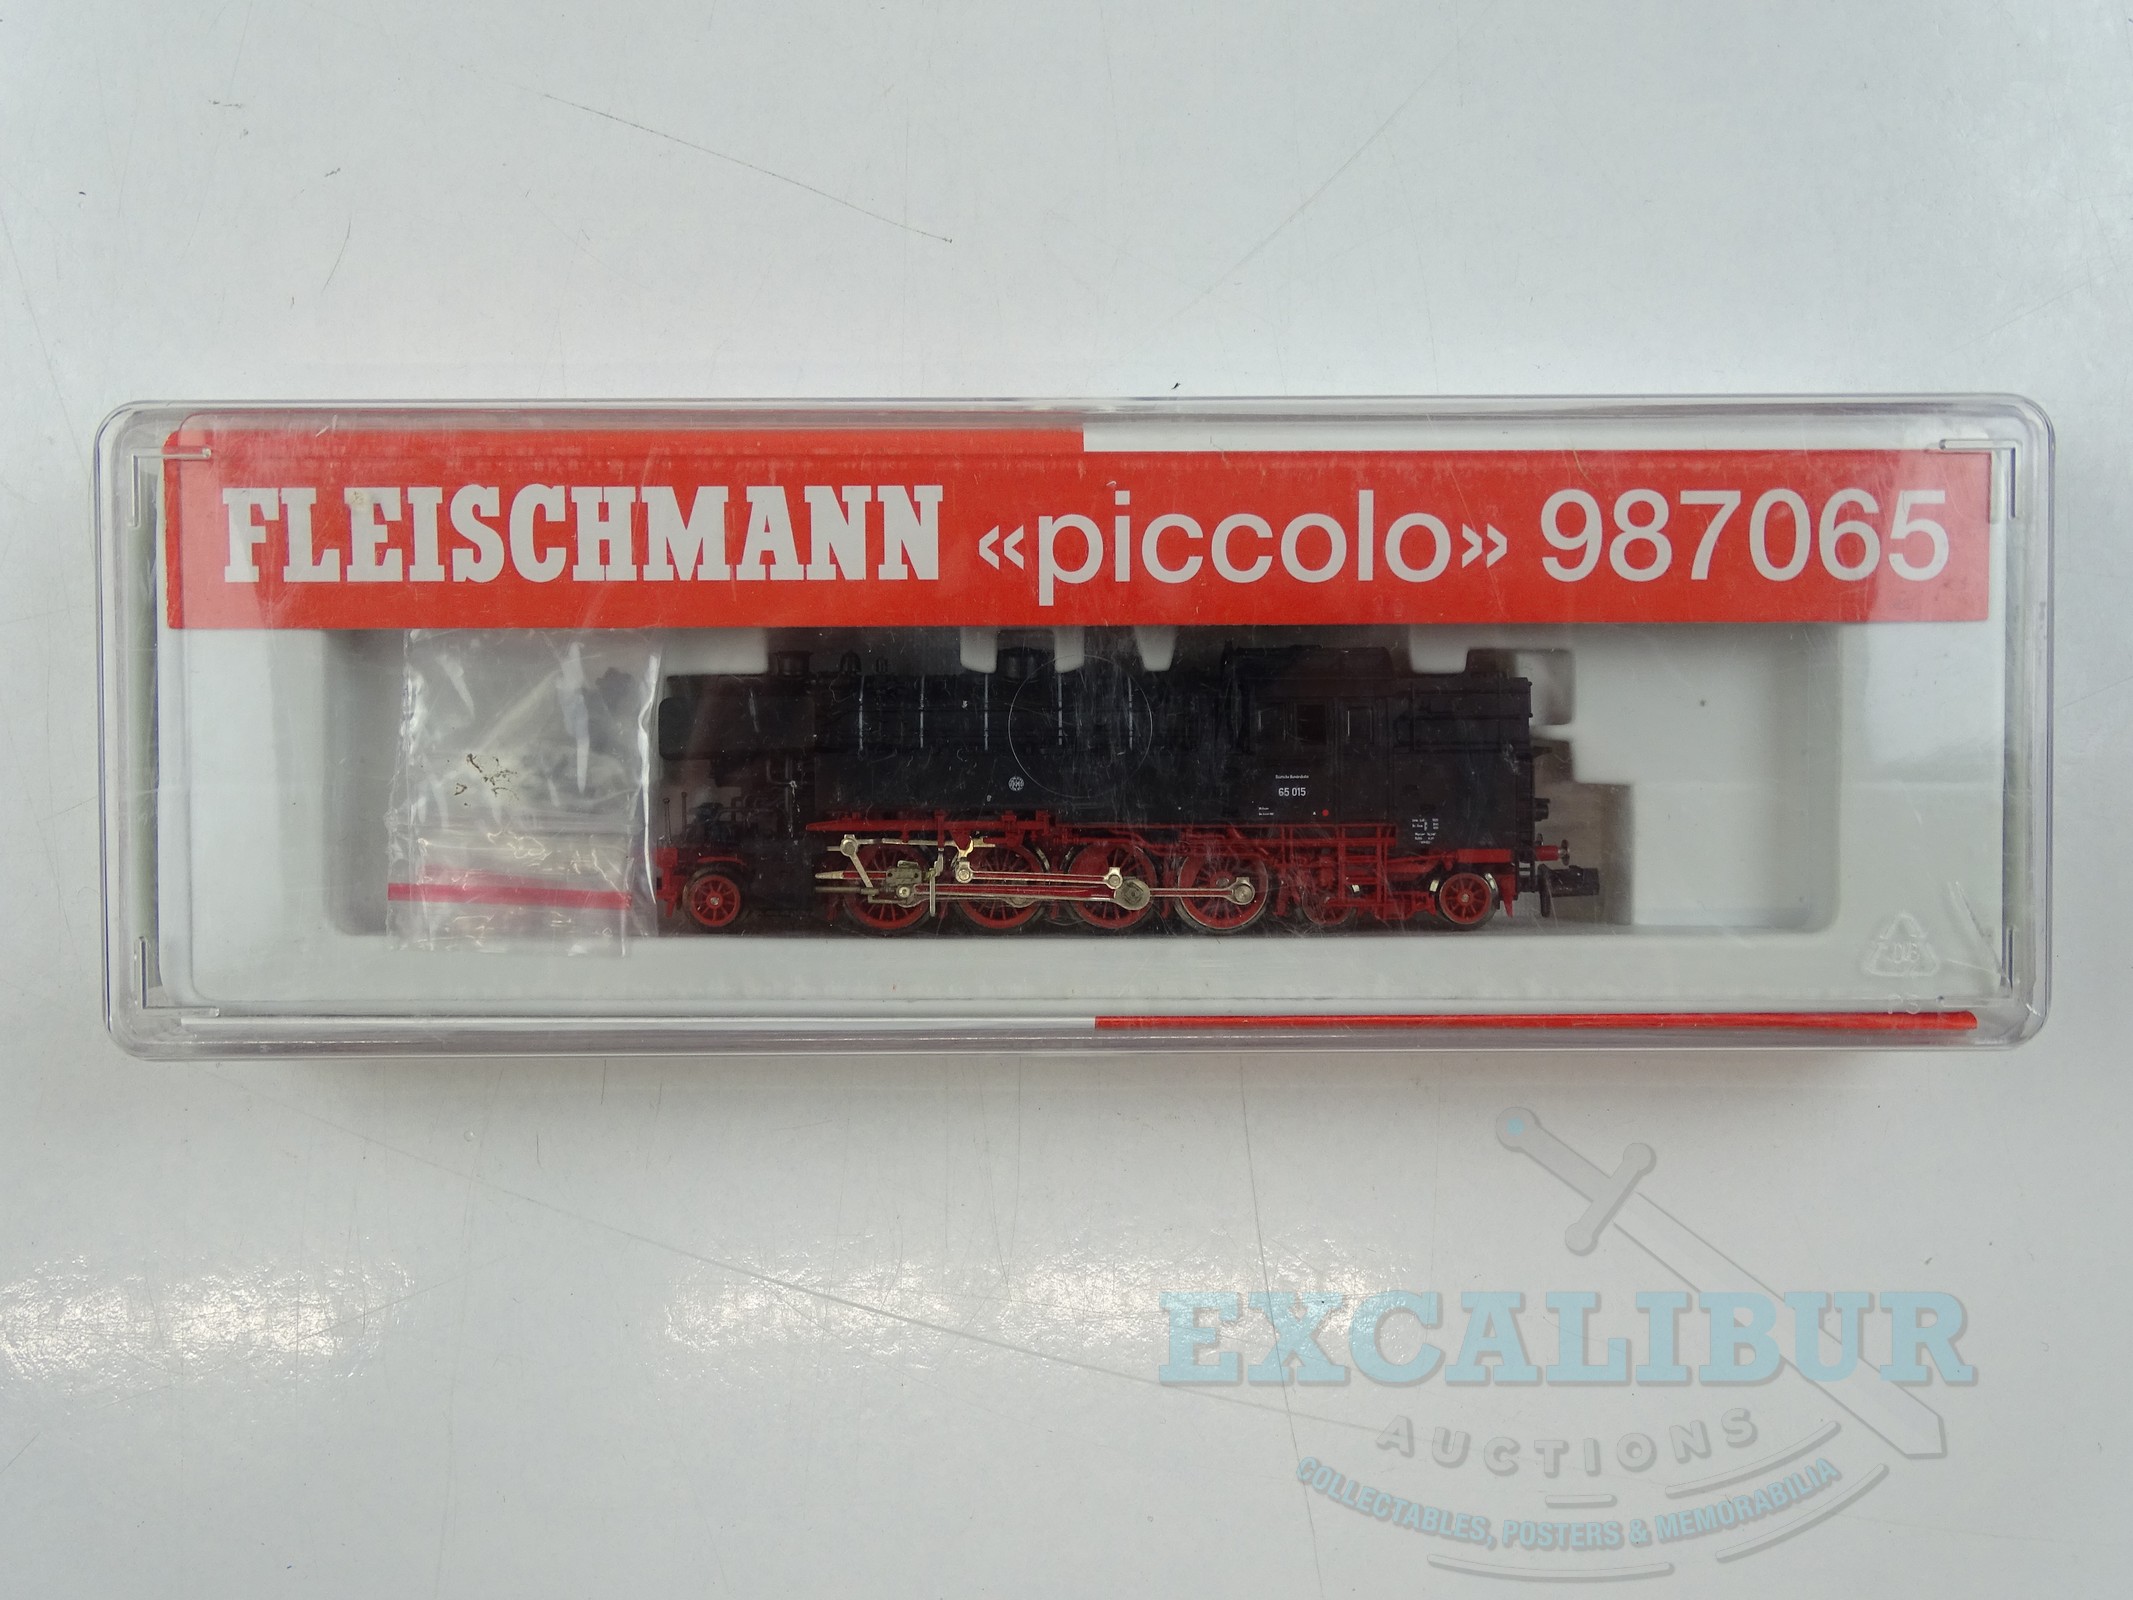 FLEISCHMANN «piccolo» 987065
Deutsche Bundesbahn
65 015
EXCALIBUR
AUCTIONS
COLLECTABLES, POSTERS & MEMORABILIA